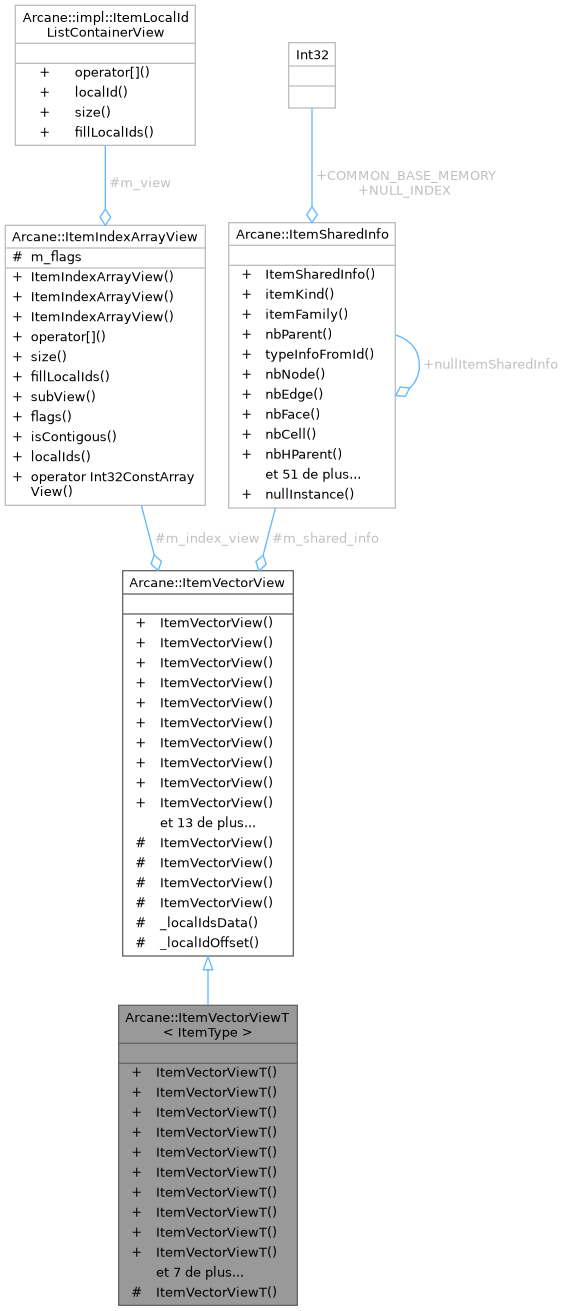 Arcane::impl::ItemLocalId
ListContainerView
+ operator[]()
+ localId()
+ size()
+ fillLocalIds()
Int32
#m_view
+COMMON_BASE_MEMORY
+NULL_INDEX
Arcane::ItemIndexArrayView
# m_flags
+ ItemIndexArrayView()
+ ItemIndexArrayView()
+ ItemIndexArrayView()
+ operator[]()
+ size()
+ fillLocalIds()
+ subView()
+ flags()
+ isContigous()
+ localIds()
+ operator Int32ConstArray
View()
Arcane::ItemSharedInfo
+ ItemSharedInfo()
+ itemKind()
+ itemFamily()
+ nbParent()
+ typeInfoFromId()
+ nbNode()
+ nbEdge()
+ nbFace()
+ nbCell()
+ nbHParent()
et 51 de plus...
+ nullInstance()
+nullItemSharedInfo
#m_index_view
#m_shared_info
Arcane::ItemVectorView
+ ItemVectorView()
+ ItemVectorView()
+ ItemVectorView()
+ ItemVectorView()
+ ItemVectorView()
+ ItemVectorView()
+ ItemVectorView()
+ ItemVectorView()
+ ItemVectorView()
+ ItemVectorView()
et 13 de plus...
# ItemVectorView()
# ItemVectorView()
# ItemVectorView()
# ItemVectorView()
# _localIdsData()
# _localIdOffset()
Arcane::ItemVectorViewT
< ItemType >
+ ItemVectorViewT()
+ ItemVectorViewT()
+ ItemVectorViewT()
+ ItemVectorViewT()
+ ItemVectorViewT()
+ ItemVectorViewT()
+ ItemVectorViewT()
+ ItemVectorViewT()
+ ItemVectorViewT()
+ ItemVectorViewT()
et 7 de plus...
# ItemVectorViewT()